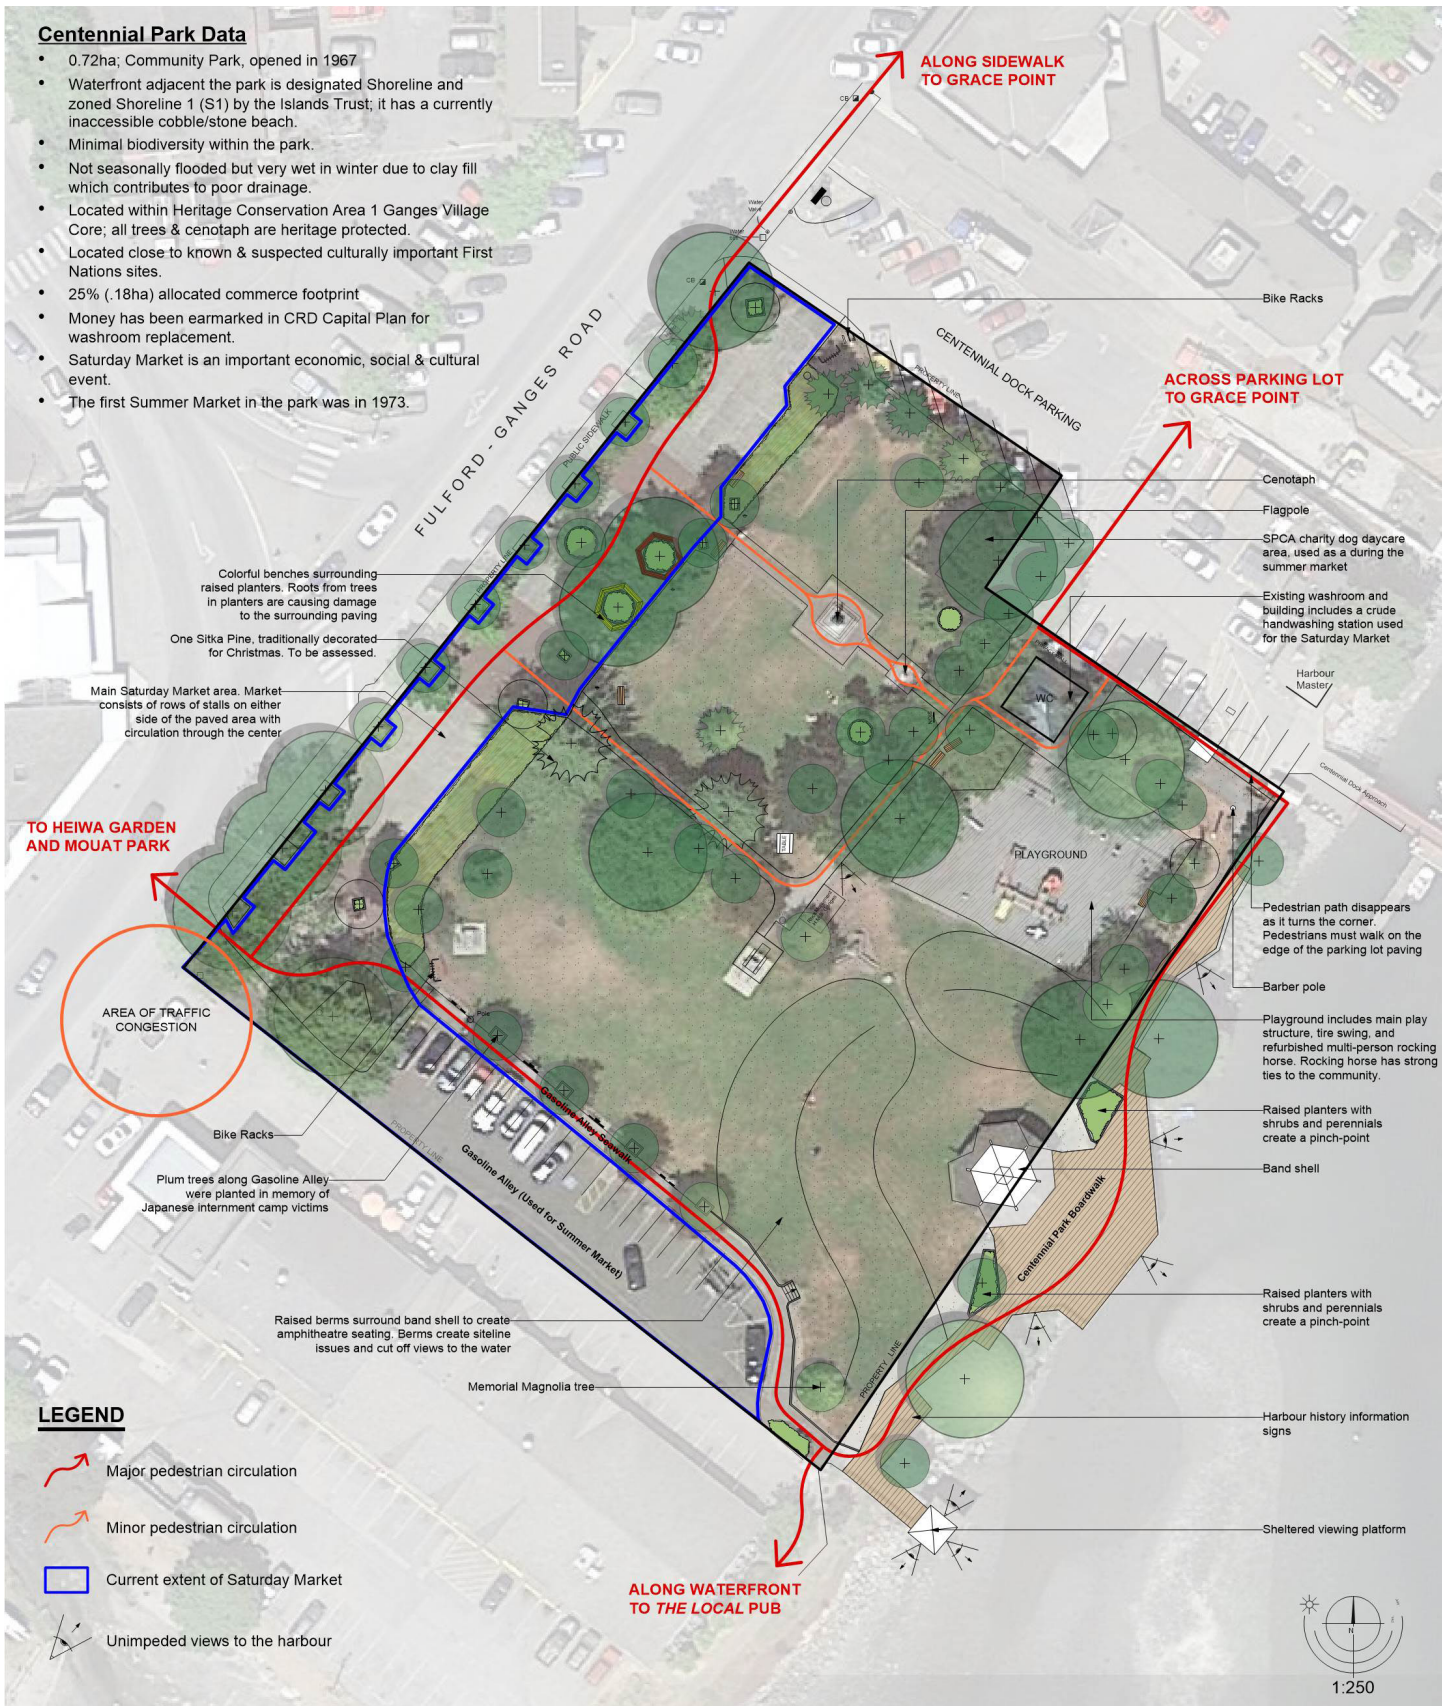 Centennial Park Data
• 0.72ha; Community Park, opened in 1967
• Waterfront adjacent the park is designated Shoreline and
zoned Shoreline 1 (S1) by the Islands Trust; it has a currently
inaccessible cobble/stone beach.
• Minimal biodiversity within the park.
• Not seasonally flooded but very wet in winter due to clay fill
which contributes to poor drainage.
• Located within Heritage Conservation Area 1 Ganges Village
Core; all trees & cenotaph are heritage protected.
• Located close to known & suspected culturally important First
Nations sites.
• 25% (.18ha) allocated commerce footprint
• Money has been earmarked in CRD Capital Plan for
washroom replacement.
• Saturday Market is an important economic, social & cultural
event.
• The first Summer Market in the park was in 1973.
ALONG SIDEWALK
TO GRACE POINT
CB
Water
Valve
Water
CB
FULFORD - GANGES ROAD
PUBLIC SIDEWALK
PROPERTY LINE
Bike Racks
CENTENNIAL DOCK PARKING
PROPERTY LINE
ACROSS PARKING LOT
TO GRACE POINT
Cenotaph
Flagpole
SPCA charity dog daycare
area, used as a during the
summer market
Existing washroom and
building includes a crude
handwashing station used
for the Saturday Market
Harbour
Master
WC
Centennial Dock Approach
Colorful benches surrounding
raised planters. Roots from trees
in planters are causing damage
to the surrounding paving
One Sitka Pine, traditionally decorated
for Christmas. To be assessed.
Main Saturday Market area. Market
consists of rows of stalls on either
side of the paved area with
circulation through the center
TO HEIWA GARDEN
AND MOUAT PARK
AREA OF TRAFFIC
CONGESTION
TABLE
PLAYGROUND
Pedestrian path disappears
as it turns the corner.
Pedestrians must walk on the
edge of the parking lot paving
Barber pole
Playground includes main play
structure, tire swing, and
refurbished multi-person rocking
horse. Rocking horse has strong
ties to the community.
Raised planters with
shrubs and perennials
create a pinch-point
Band shell
Centennial Park Boardwalk
Raised planters with
shrubs and perennials
create a pinch-point
Pole
Gasoline Alley Seawalk
Gasoline Alley (Used for Summer Market)
PROPERTY LINE
Bike Racks
Plum trees along Gasoline Alley
were planted in memory of
Japanese internment camp victims
Raised berms surround band shell to create
amphitheatre seating. Berms create siteline
issues and cut off views to the water
Memorial Magnolia tree
PROPERTY LINE
Harbour history information
signs
Sheltered viewing platform
ALONG WATERFRONT
TO THE LOCAL PUB
LEGEND
Major pedestrian circulation
Minor pedestrian circulation
Current extent of Saturday Market
Unimpeded views to the harbour
N
1:250